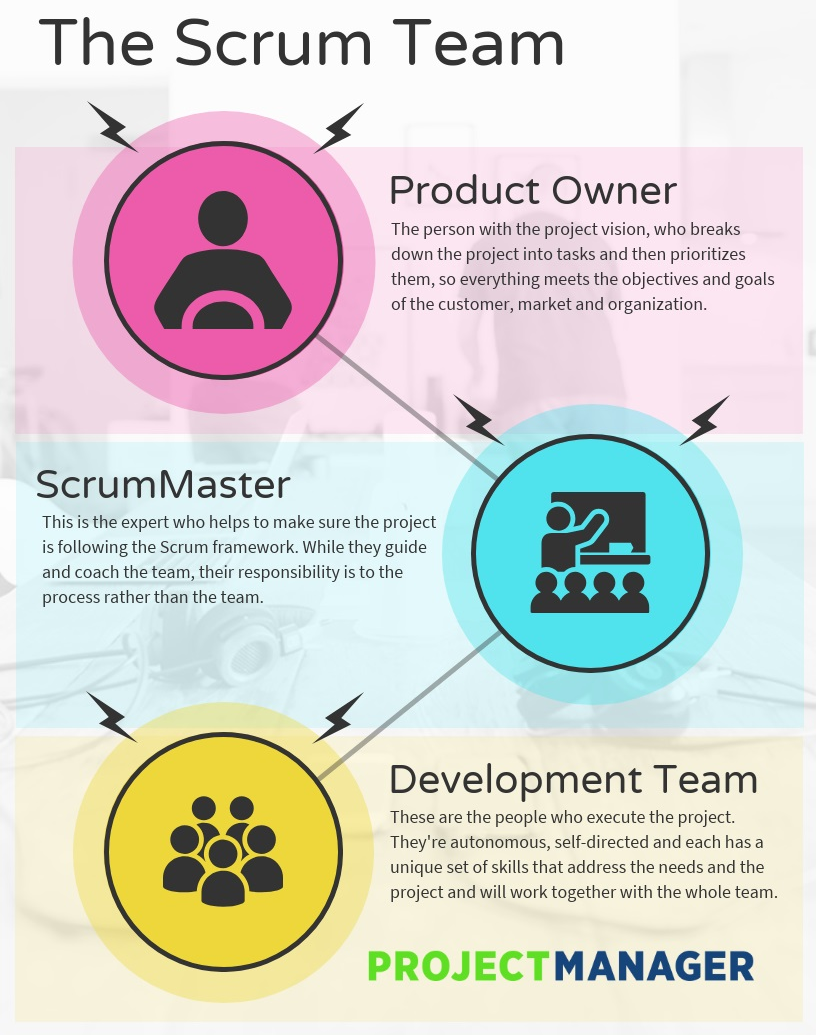 The Scrum Team
Product Owner
The person with the project vision, who breaks
down the project into tasks and then prioritizes
them, so everything meets the objectives and goals
of the customer, market and organization.
ScrumMaster
This is the expert who helps to make sure the project
is following the Scrum framework. While they guide
and coach the team, their responsibility is to the
process rather than the team.
Development Team
These are the people who execute the project.
They're autonomous, self-directed and each has a
unique set of skills that address the needs and the
project and will work together with the whole team.
PROJECTMANAGER